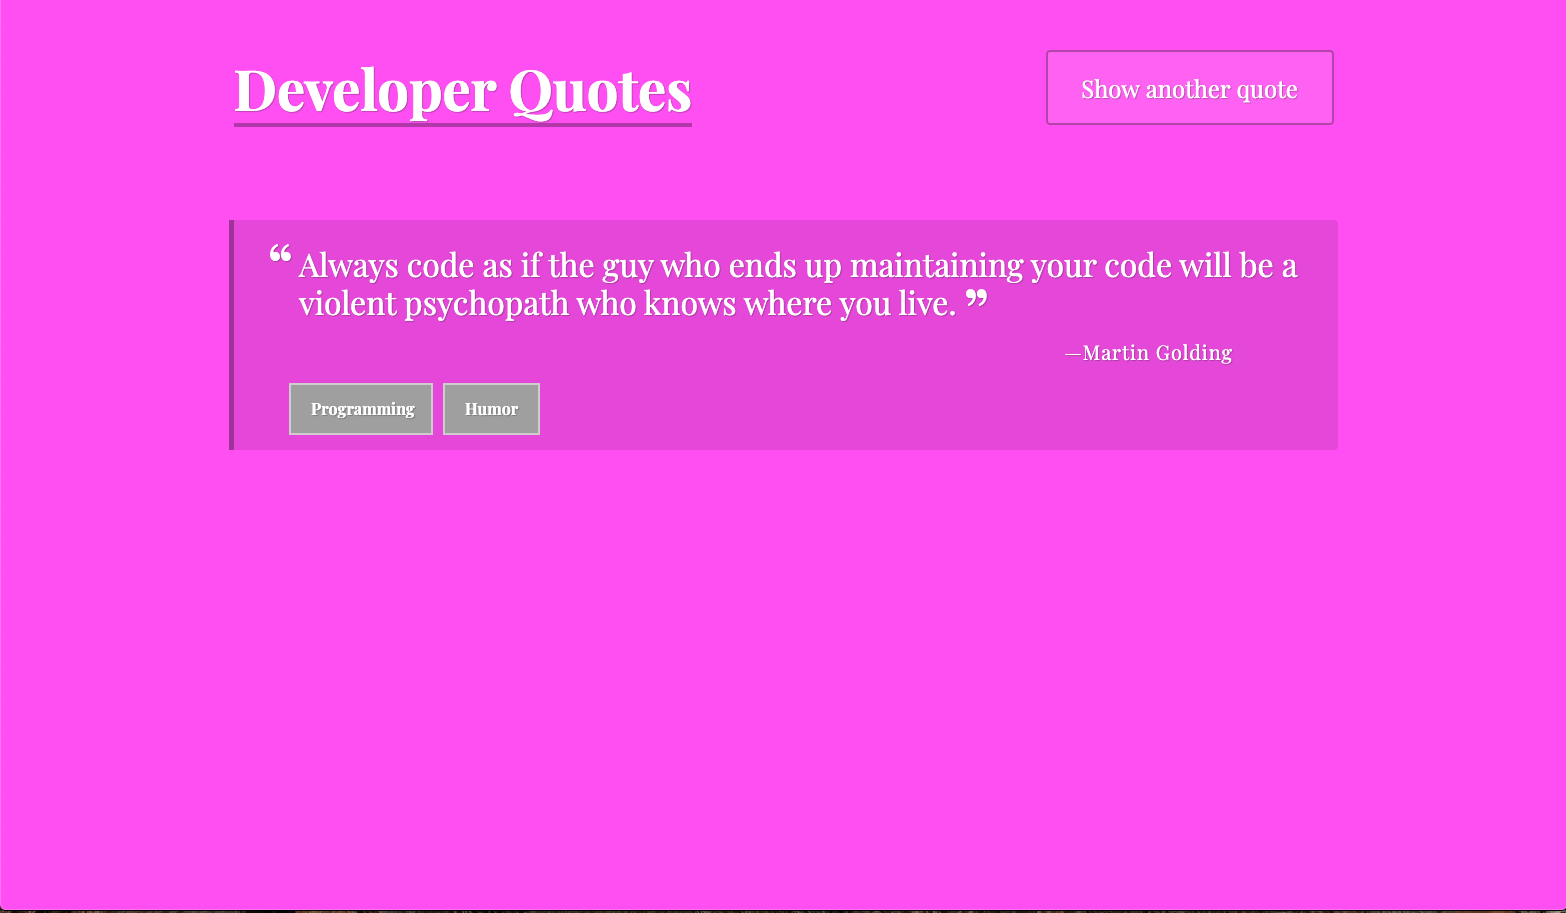 Developer Quotes
Show another quote
“ Always code as if the guy who ends up maintaining your code will be a
violent psychopath who knows where you live. ”
—Martin Golding
Programming
Humor